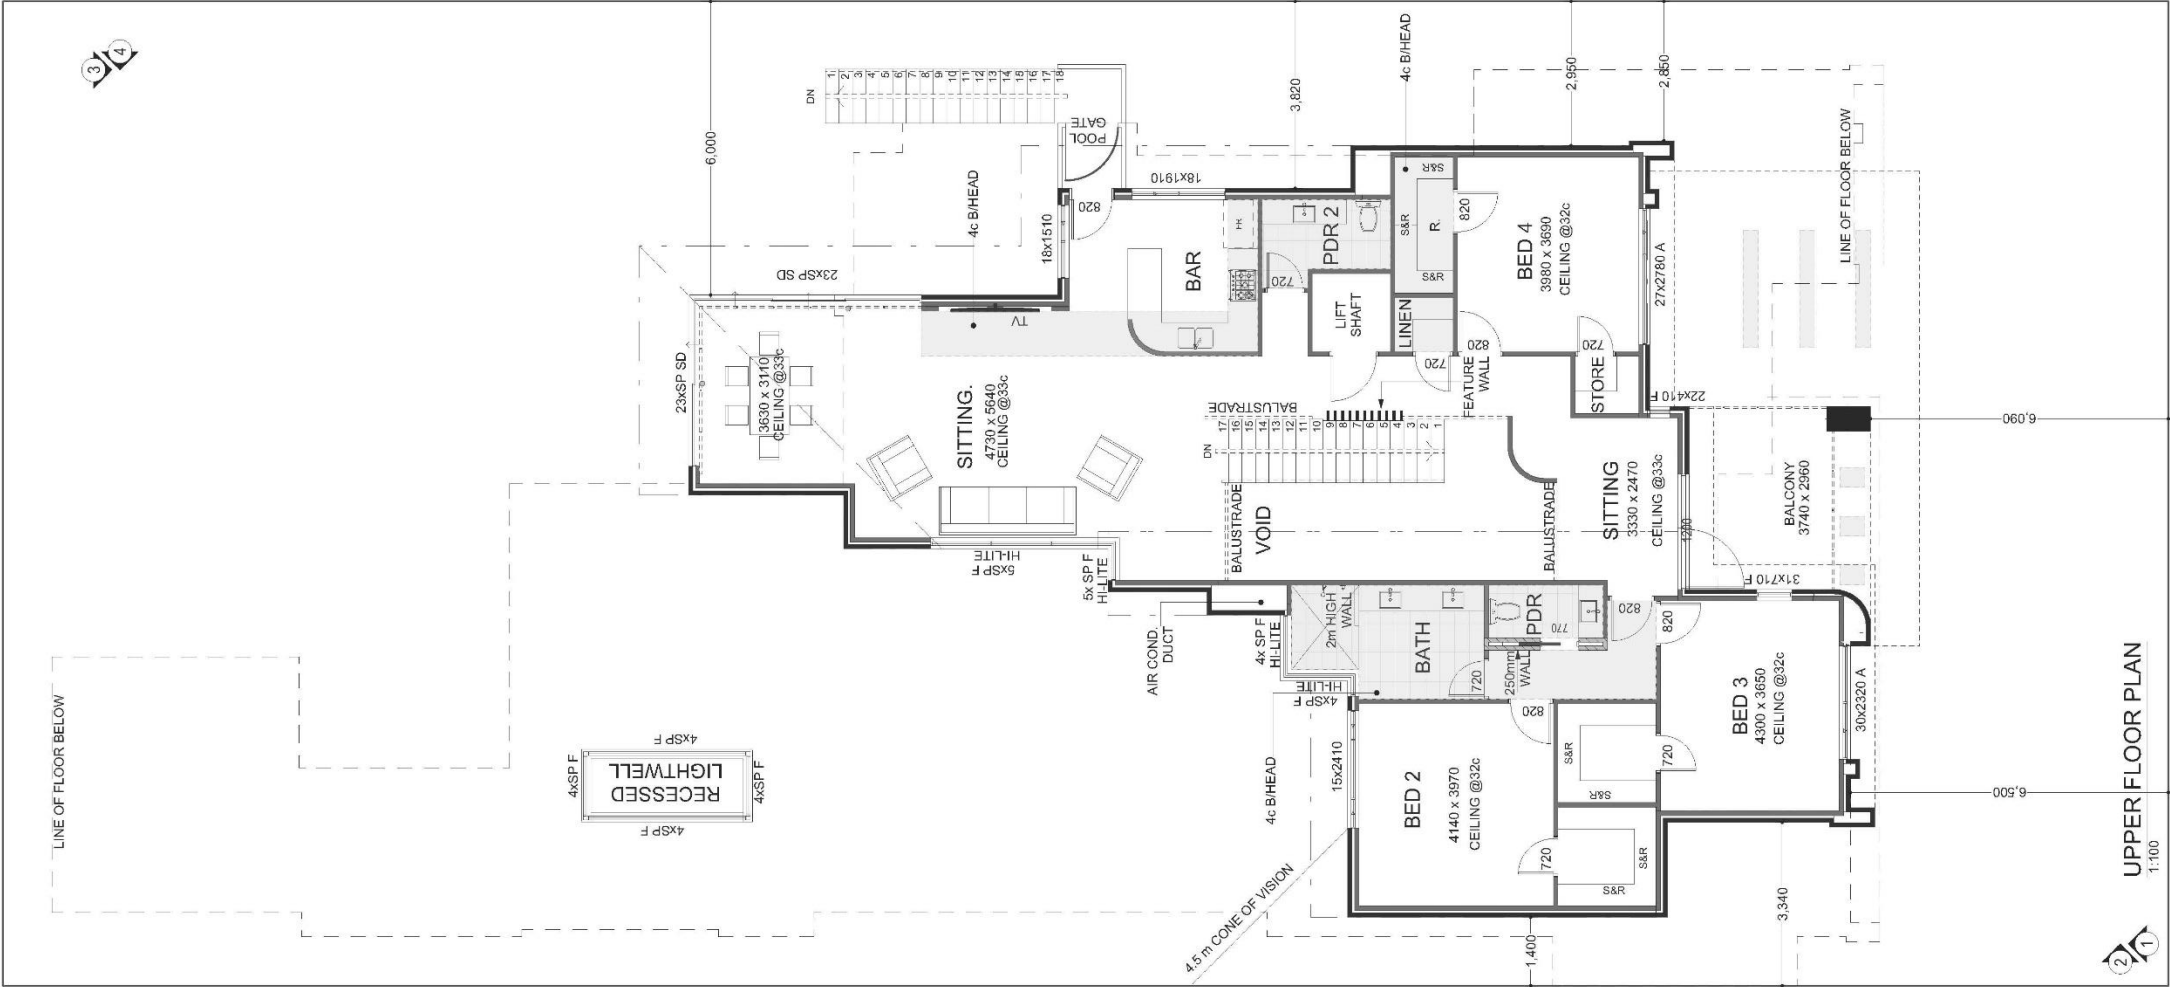 3
4
6,000
3,820
2,950
2,850
4c B/HEAD
DN
1
2
3
4
5
6
7
8
9
10
11
12
13
14
15
16
17
18
POOL
GATE
LINE OF FLOOR BELOW
4c B/HEAD
18x1510
820
18x1910
23xSP SD
23xSP SD
TV
BAR
PDR 2
720
LIFT
SHAFT
S&R
S&R
R.
S&R
LINEN
720
820
BED 4
3980 x 3690
CEILING @32c
27x2780 A
820
720
STORE
22x410 F
FEATURE
WALL
3630 x 3110
CEILING @33c
SITTING.
4730 x 5640
CEILING @33c
BALUSTRADE
DN
17
16
15
14
13
12
11
10
9
8
7
6
5
4
3
2
1
BALUSTRADE
VOID
BALUSTRADE
SITTING
3330 x 2470
CEILING @33c
1200
BALCONY
3740 x 2960
31x710 F
6,090
HI-LITE
5xSP F
5x SP F
HI-LITE
AIR COND.
DUCT
4x SP F
HI-LITE
HI-LITE
4xSP F
2m HIGH
WALL
BATH
720
PDR
770
250mm
WALL
820
820
820
LINE OF FLOOR BELOW
4xSP F
4xSP F
RECESSED
LIGHTWELL
4xSP F
4xSP F
4c B/HEAD
15x2410
BED 2
4140 x 3970
CEILING @32c
720
S&R
S&R
S&R
S&R
720
BED 3
4300 x 3650
CEILING @32c
30x2320 A
6,500
4.5 m CONE OF VISION
1,400
3,340
UPPER FLOOR PLAN
1:100
2
1